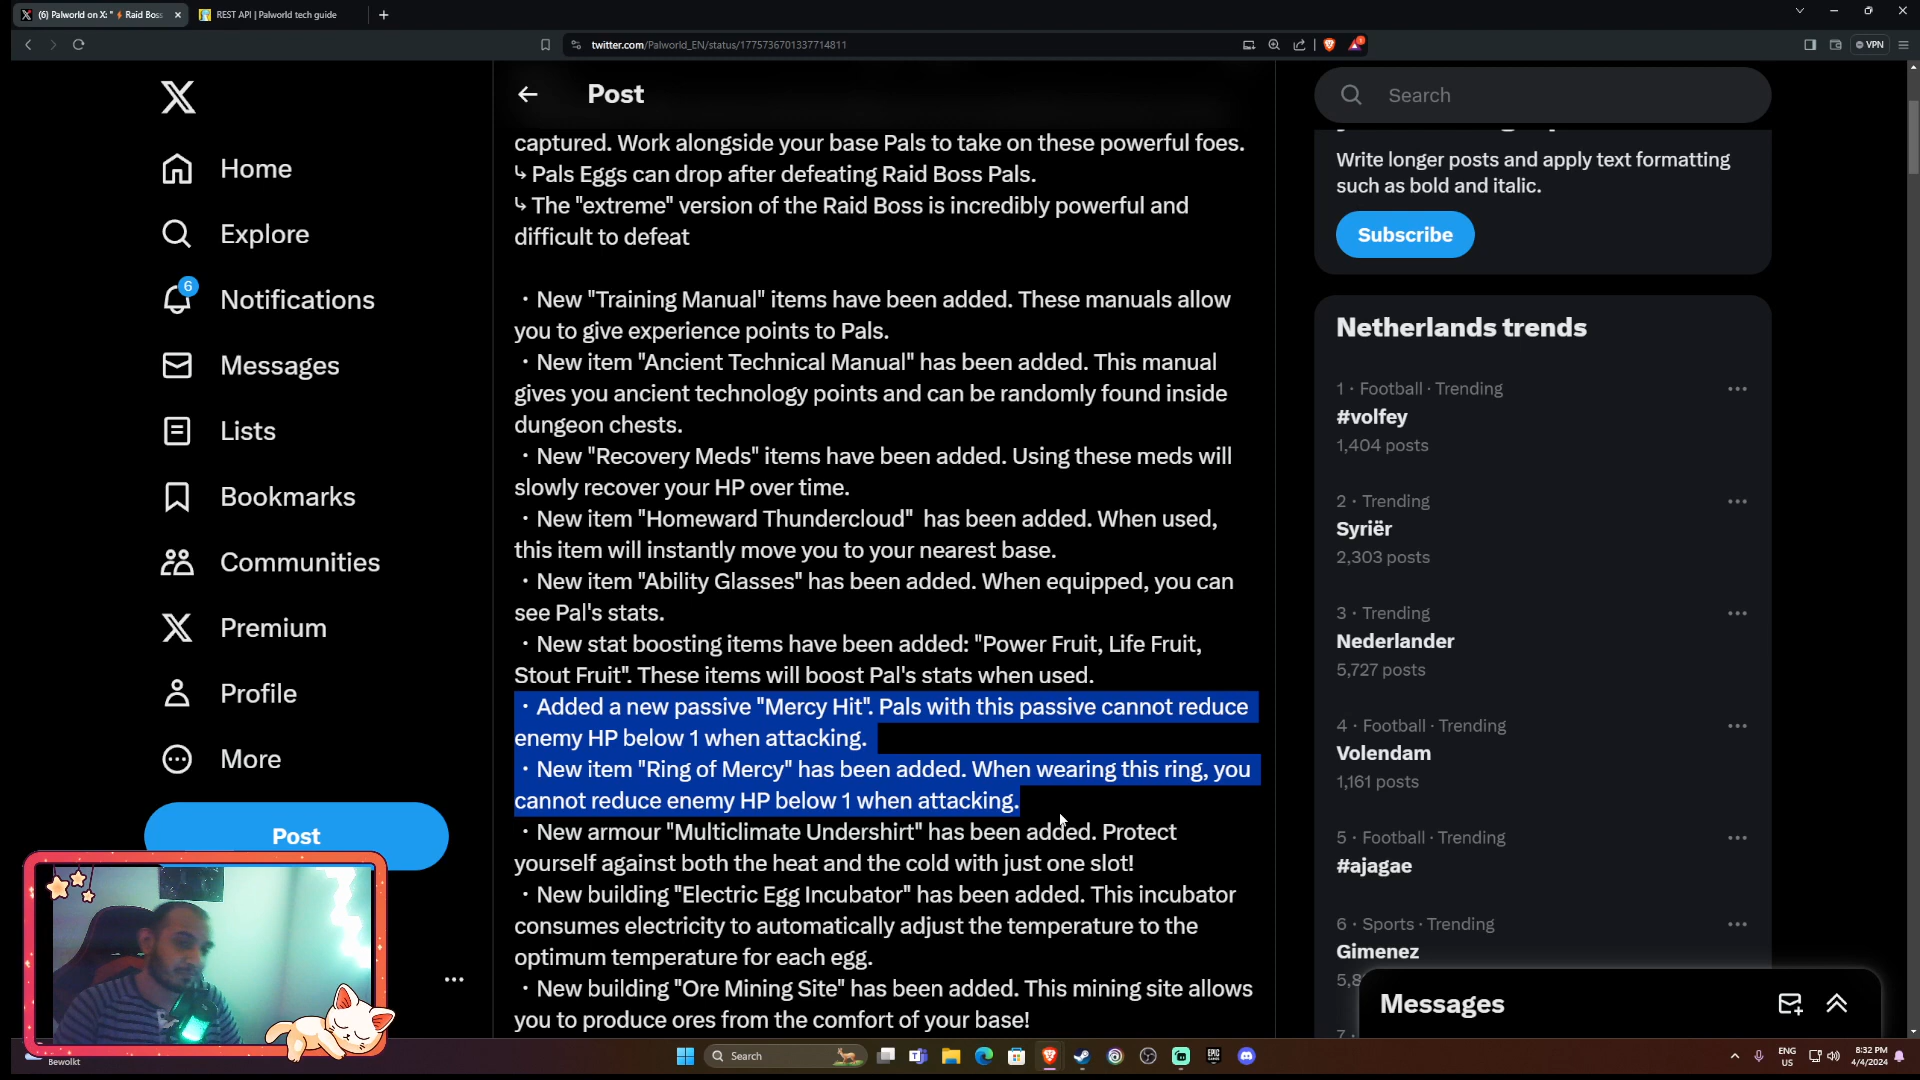 (6) Palworld on X: "⚡Raid Boss
REST API | Palworld tech guide
twitter.com/Palworld_EN/status/1775736701337714811
VPN
Home
Explore
6
Notifications
Messages
Lists
Bookmarks
Communities
Premium
Profile
More
Post
Post
captured. Work alongside your base Pals to take on these powerful foes.
↳ Pals Eggs can drop after defeating Raid Boss Pals.
↳ The "extreme" version of the Raid Boss is incredibly powerful and
difficult to defeat
・New "Training Manual" items have been added. These manuals allow
you to give experience points to Pals.
・New item "Ancient Technical Manual" has been added. This manual
gives you ancient technology points and can be randomly found inside
dungeon chests.
・New "Recovery Meds" items have been added. Using these meds will
slowly recover your HP over time.
・New item "Homeward Thundercloud"  has been added. When used,
this item will instantly move you to your nearest base.
・New item "Ability Glasses" has been added. When equipped, you can
see Pal's stats.
・New stat boosting items have been added: "Power Fruit, Life Fruit,
Stout Fruit". These items will boost Pal's stats when used.
・Added a new passive "Mercy Hit". Pals with this passive cannot reduce
enemy HP below 1 when attacking.
・New item "Ring of Mercy" has been added. When wearing this ring, you
cannot reduce enemy HP below 1 when attacking.
・New armour "Multiclimate Undershirt" has been added. Protect
yourself against both the heat and the cold with just one slot!
・New building "Electric Egg Incubator" has been added. This incubator
consumes electricity to automatically adjust the temperature to the
optimum temperature for each egg.
・New building "Ore Mining Site" has been added. This mining site allows
you to produce ores from the comfort of your base!
Search
Write longer posts and apply text formatting
such as bold and italic.
Subscribe
Netherlands trends
1 · Football · Trending
#volfey
1,404 posts
2 · Trending
Syriër
2,303 posts
3 · Trending
Nederlander
5,727 posts
4 · Football · Trending
Volendam
1,161 posts
5 · Football · Trending
#ajagae
6 · Sports · Trending
Gimenez
Messages
Bewolkt
Search
ENG
US
8:32 PM
4/4/2024